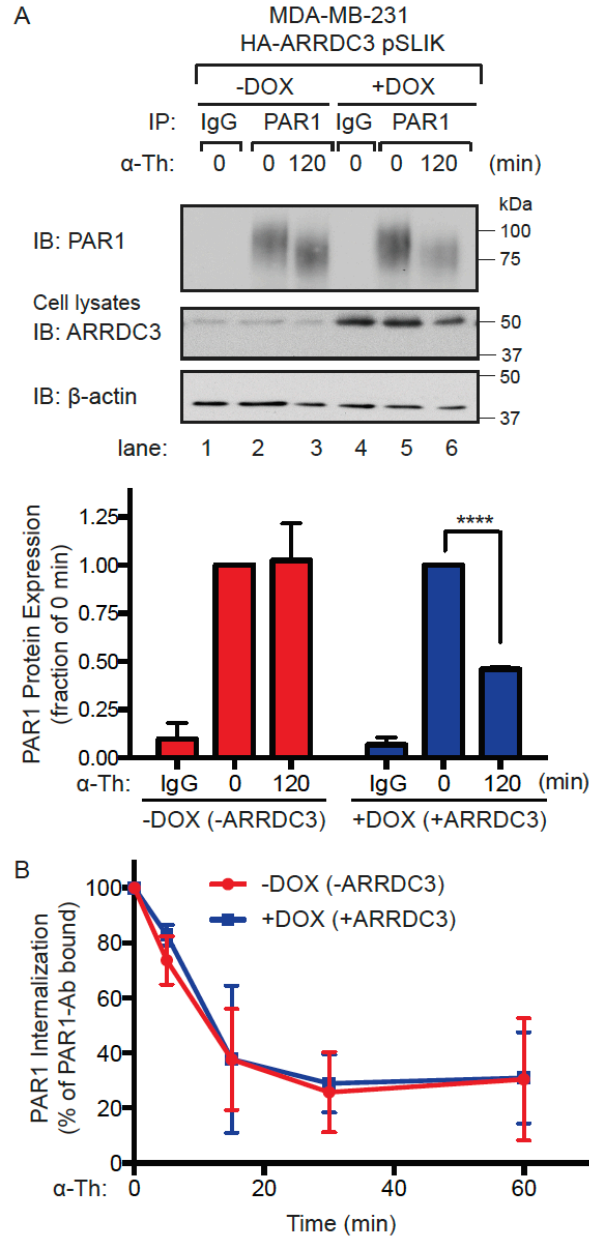 A
MDA-MB-231
HA-ARRDC3 pSLIK
-DOX +DOX
IP: IgG PAR1 IgG PAR1
α-Th: 0 0 120 0 0 120 (min)
kDa
IB: PAR1
100
75
Cell lysates
IB: ARRDC3
50
37
IB: β-actin
50
37
lane: 1 2 3 4 5 6
PAR1 Protein Expression
(fraction of 0 min)
1.25
1.00
0.75
0.50
0.25
0.00
****
α-Th: IgG 0 120 IgG 0 120 (min)
-DOX (-ARRDC3) +DOX (+ARRDC3)
B
-DOX (-ARRDC3)
+DOX (+ARRDC3)
PAR1 Internalization
(% of PAR1-Ab bound)
100
80
60
40
20
0
α-Th: 0 20 40 60
Time (min)